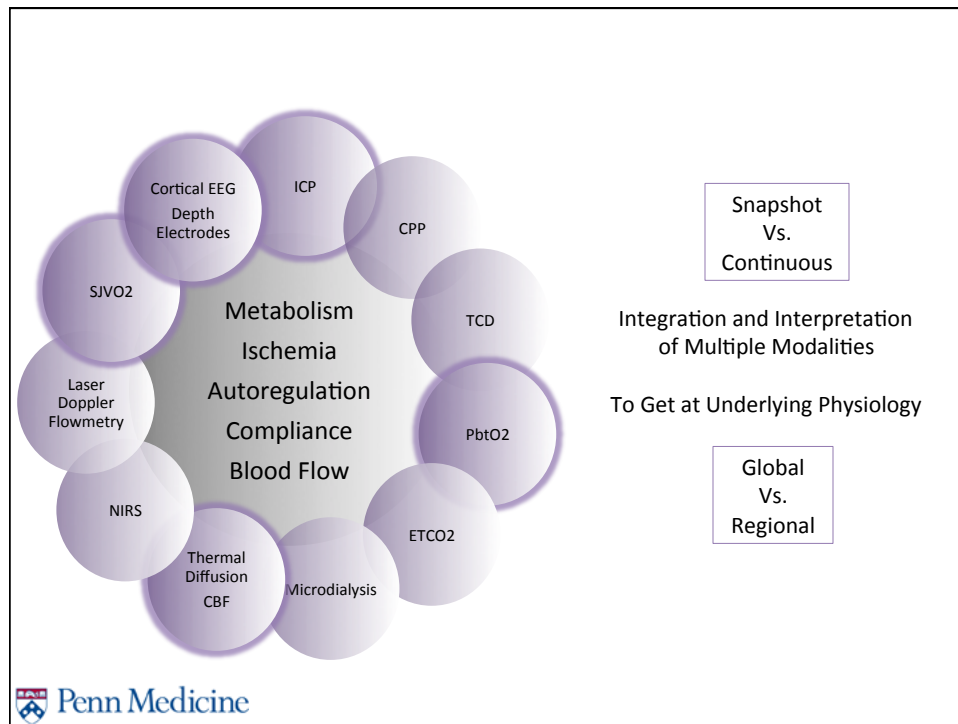 Cortical EEG
Depth
Electrodes
ICP
CPP
TCD
PbtO2
ETCO2
Microdialysis
Thermal
Diffusion
CBF
NIRS
Laser
Doppler
Flowmetry
SJVO2
Metabolism
Ischemia
Autoregulation
Compliance
Blood Flow
Snapshot
Vs.
Continuous
Integration and Interpretation
of Multiple Modalities
To Get at Underlying Physiology
Global
Vs.
Regional
Penn Medicine